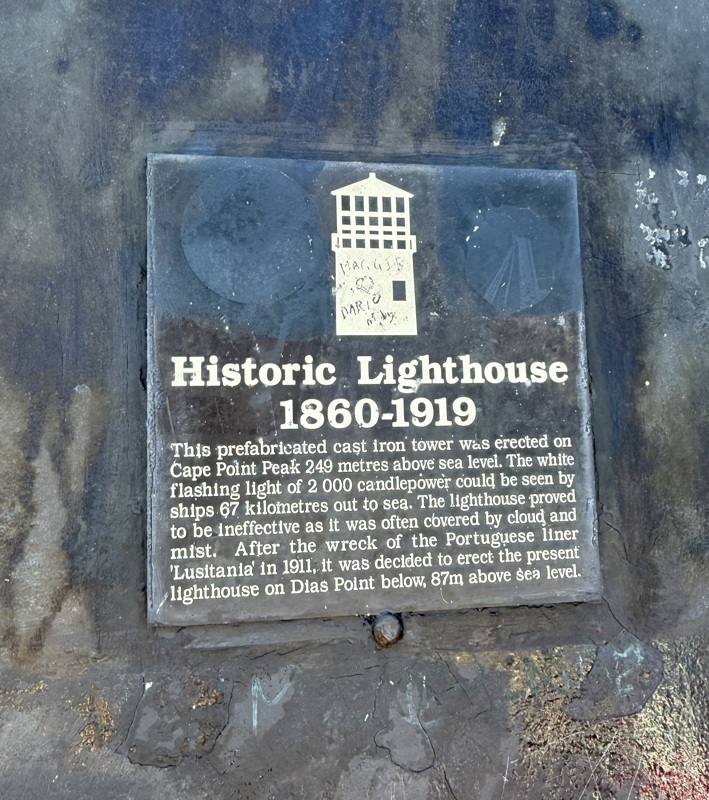 MAGGIE
DARIO
Historic Lighthouse
1860-1919
This prefabricated cast iron tower was erected on
Cape Point Peak 249 metres above sea level. The white
flashing light of 2 000 candlepower could be seen by
ships 67 kilometres out to sea. The lighthouse proved
to be ineffective as it was often covered by cloud and
mist. After the wreck of the Portuguese liner
'Lusitania' in 1911, it was decided to erect the present
lighthouse on Dias Point below, 87m above sea level.